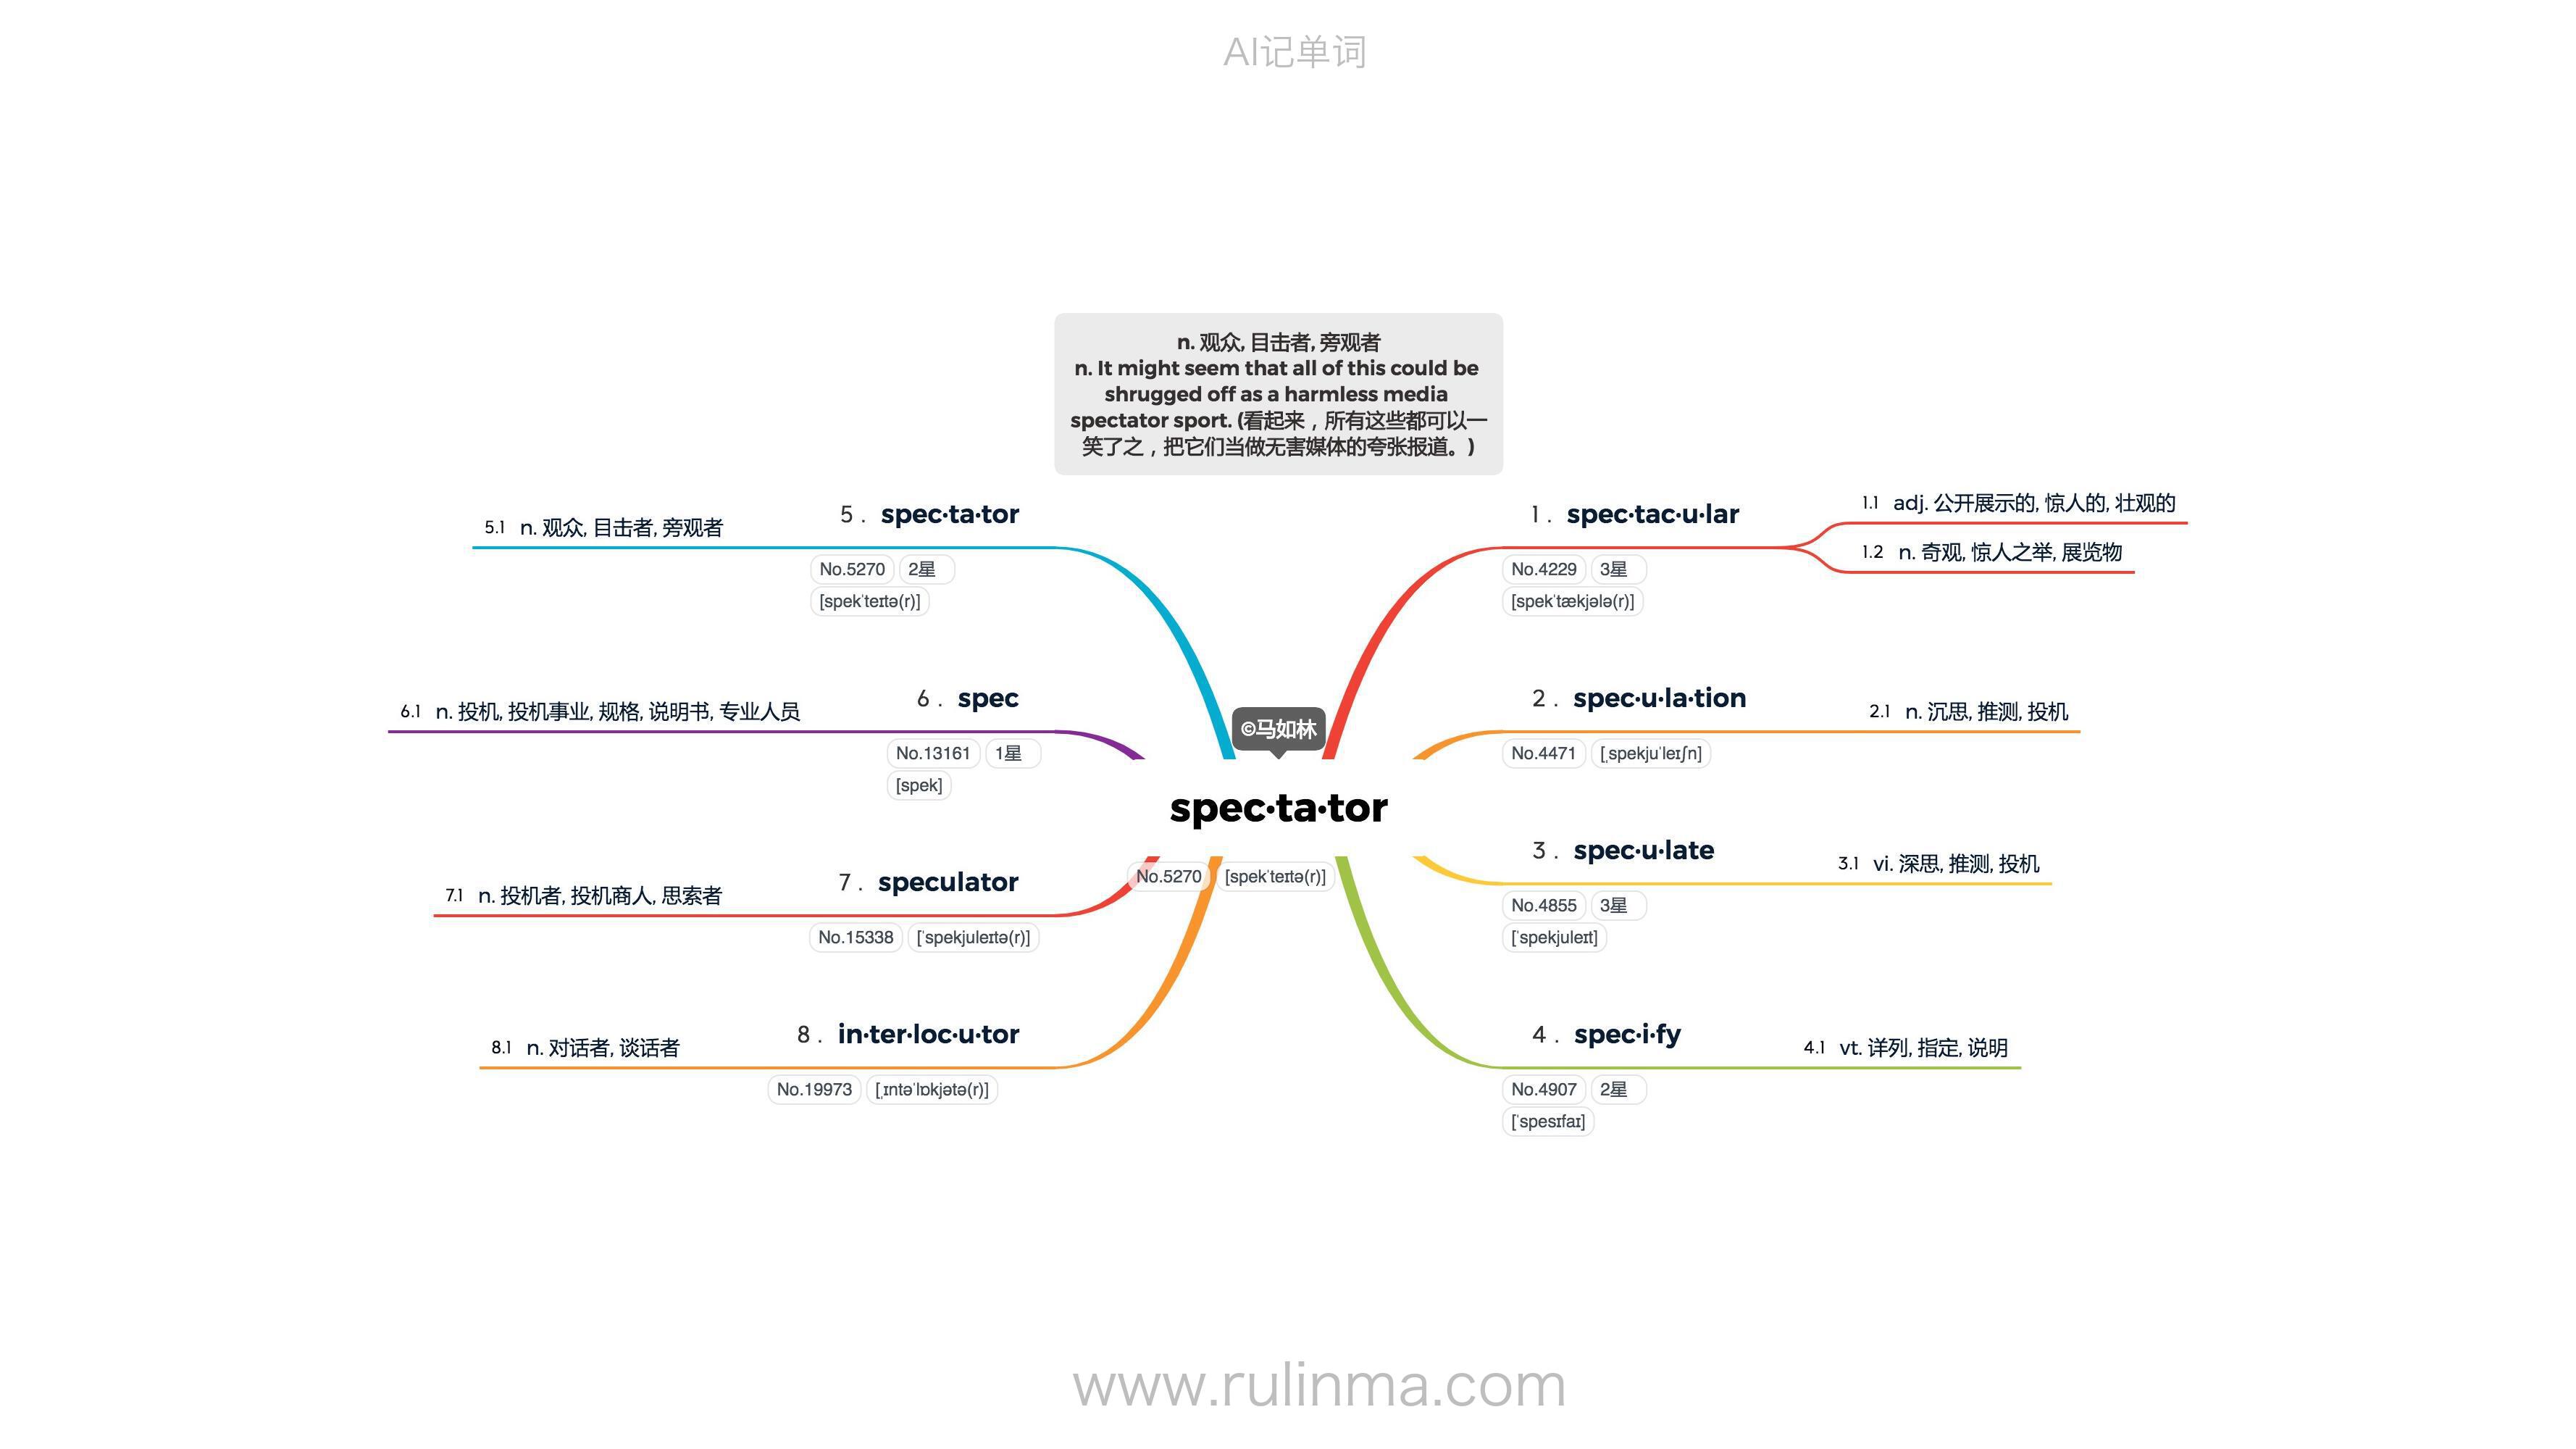 AI记单词
n. 观众, 目击者, 旁观者
n. It might seem that all of this could be
shrugged off as a harmless media
spectator sport. (看起来，所有这些都可以一
笑了之，把它们当做无害媒体的夸张报道。)
©马如林
spec·ta·tor
No.5270 [spekˈteɪtə(r)]
1 . spec·tac·u·lar
No.4229 3星
[spekˈtækjələ(r)]
1.1 adj. 公开展示的, 惊人的, 壮观的
1.2 n. 奇观, 惊人之举, 展览物
2 . spec·u·la·tion
No.4471 [ˌspekjuˈleɪʃn]
2.1 n. 沉思, 推测, 投机
3 . spec·u·late
No.4855 3星
[ˈspekjuleɪt]
3.1 vi. 深思, 推测, 投机
4 . spec·i·fy
No.4907 2星
[ˈspesɪfaɪ]
4.1 vt. 详列, 指定, 说明
5 . spec·ta·tor
No.5270 2星
[spekˈteɪtə(r)]
5.1 n. 观众, 目击者, 旁观者
6 . spec
No.13161 1星
[spek]
6.1 n. 投机, 投机事业, 规格, 说明书, 专业人员
7 . speculator
No.15338 [ˈspekjuleɪtə(r)]
7.1 n. 投机者, 投机商人, 思索者
8 . in·ter·loc·u·tor
No.19973 [ˌɪntəˈlɒkjətə(r)]
8.1 n. 对话者, 谈话者
www.rulinma.com